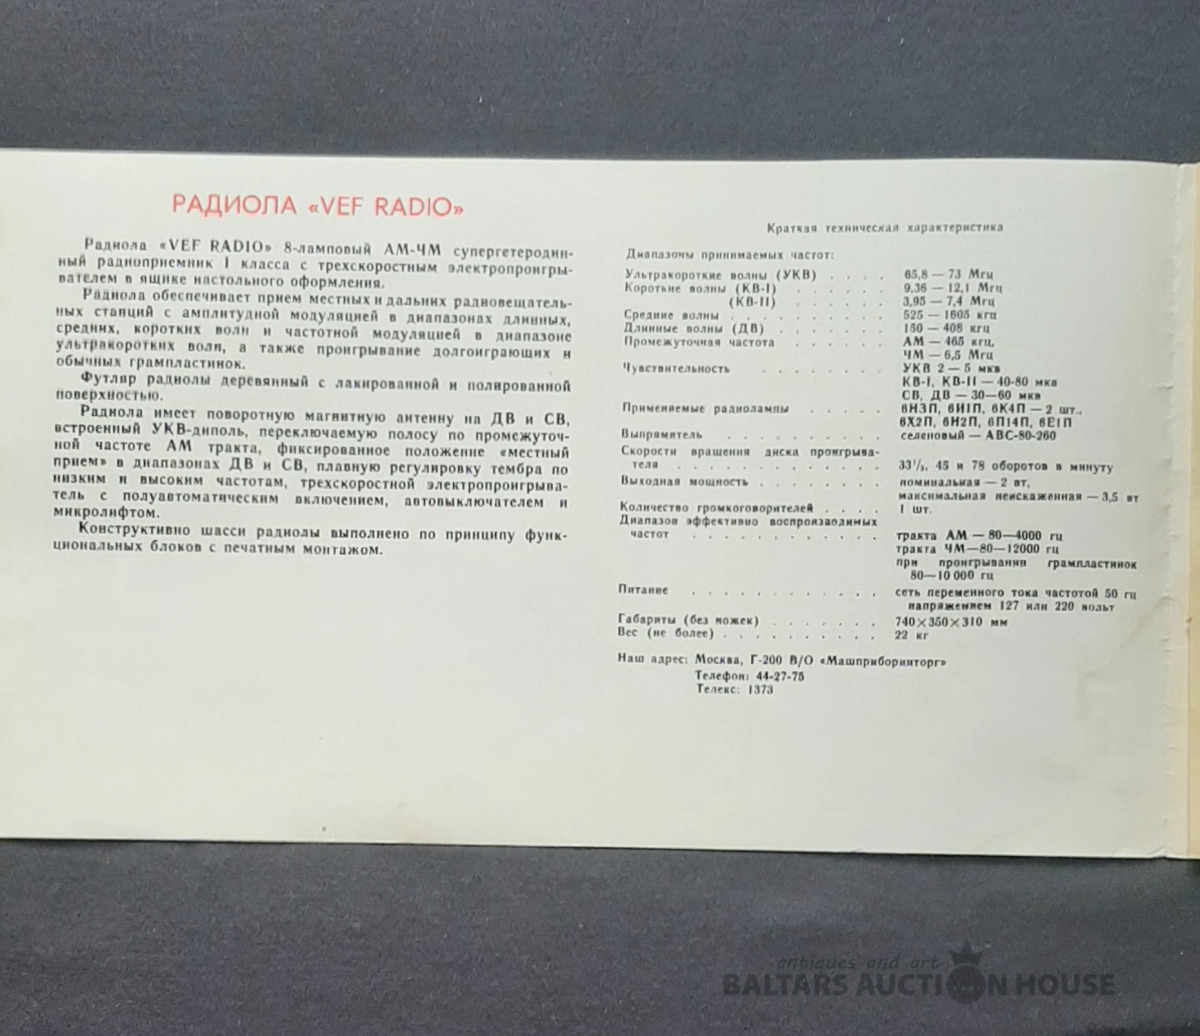 РАДИОЛА «VEF RADIO»
Радиола «VEF RADIO» 8-ламповый АМ-ЧМ супергетеродин-
ный радиоприемник I класса с трехскоростным электропроигры-
вателем в ящике настольного оформления.
Радиола обеспечивает прием местных и дальних радиовещатель-
ных станций с амплитудной модуляцией в диапазонах длинных,
средних, коротких волн и частотной модуляцией в диапазоне
ультракоротких волн, а также проигрывание долгоиграющих и
обычных грампластинок.
Футляр радиолы деревянный с лакированной и полированной
поверхностью.
Радиола имеет поворотную магнитную антенну на ДВ и СВ,
встроенный УКВ-диполь, переключаемую полосу по промежуточ-
ной частоте АМ тракта, фиксированное положение «местный
прием» в диапазонах ДВ и СВ, плавную регулировку тембра по
низким и высоким частотам, трехскоростной электропроигрыва-
тель с полуавтоматическим включением, автовыключателем и
микролифтом.
Конструктивно шасси радиолы выполнено по принципу функ-
циональных блоков с печатным монтажом.
Краткая техническая характеристика
Диапазоны принимаемых частот:
Ультракороткие волны (УКВ) . . . . 65,8 — 73 Мгц
Короткие волны (КВ-I) . . . . . . 9,36 — 12,1 Мгц
(КВ-II) . . . . . . 3,95 — 7,4 Мгц
Средние волны . . . . . . . . . . 525 — 1605 кгц
Длинные волны (ДВ) . . . . . . . 150 — 408 кгц
Промежуточная частота . . . . . . АМ — 465 кгц,
ЧМ — 6,5 Мгц
Чувствительность . . . . . . . . УКВ 2 — 5 мкв
КВ-I, КВ-II — 40-80 мкв
СВ, ДВ — 30—60 мкв
Применяемые радиолампы . . . . . 6Н3П, 6И1П, 6К4П — 2 шт.,
6Х2П, 6Н2П, 6П14П, 6Е1П
Выпрямитель . . . . . . . . . . селеновый — АВС-80-260
Скорости вращения диска проигрыва-
теля . . . . . . . . . . . . . 33¹/₃, 45 и 78 оборотов в минуту
Выходная мощность . . . . . . . . номинальная — 2 вт,
максимальная неискаженная — 3,5 вт
Количество громкоговорителей . . . . 1 шт.
Диапазон эффективно воспроизводимых
частот . . . . . . . . . . . . тракта АМ — 80—4000 гц
тракта ЧМ—80—12000 гц
при проигрывании грампластинок
80—10 000 гц
Питание . . . . . . . . . . . . сеть переменного тока частотой 50 гц
напряжением 127 или 220 вольт
Габариты (без ножек) . . . . . . . 740×350×310 мм
Вес (не более) . . . . . . . . . . 22 кг
Наш адрес: Москва, Г-200 В/О «Машприборинторг»
Телефон: 44-27-75
Телекс: 1373
antiques and art
BALTARS AUCTION HOUSE